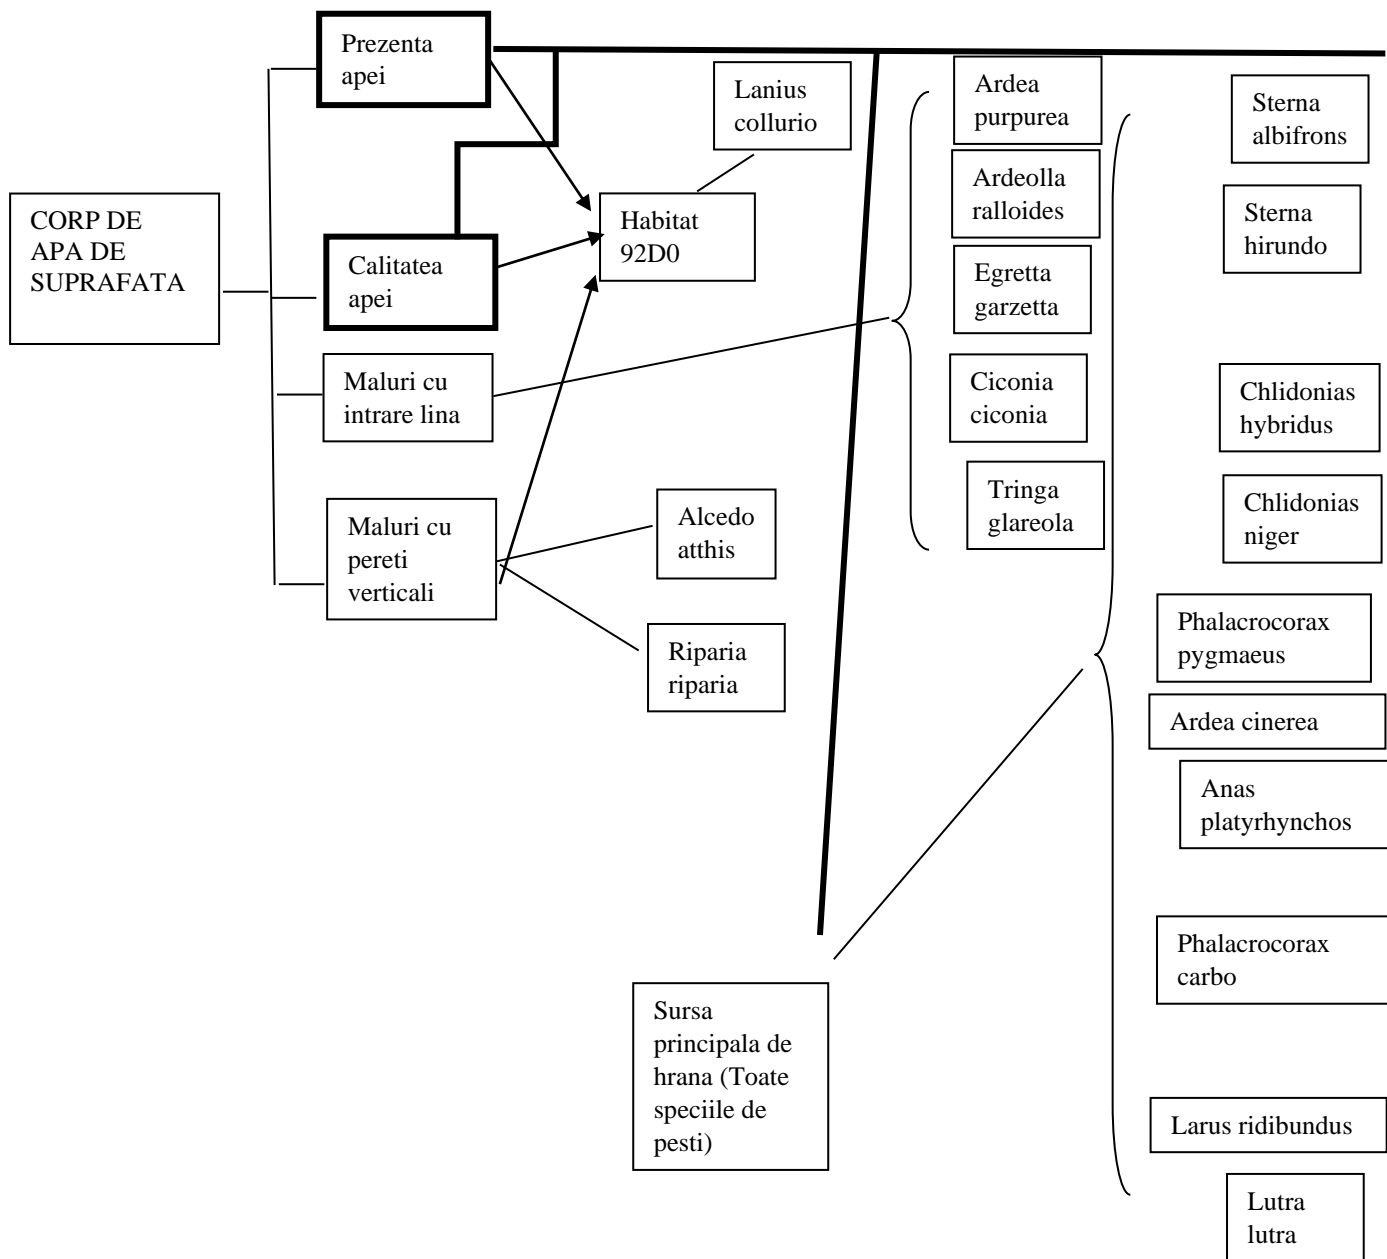 Prezenta
apei
CORP DE
APA DE
SUPRAFATA
Calitatea
apei
Maluri cu
intrare lina
Maluri cu
pereti
verticali
Lanius
collurio
Habitat
92D0
Alcedo
atthis
Riparia
riparia
Sursa
principala de
hrana (Toate
speciile de
pesti)
Ardea
purpurea
Ardeolla
ralloides
Egretta
garzetta
Ciconia
ciconia
Tringa
glareola
Sterna
albifrons
Sterna
hirundo
Chlidonias
hybridus
Chlidonias
niger
Phalacrocorax
pygmaeus
Ardea cinerea
Anas
platyrhynchos
Phalacrocorax
carbo
Larus ridibundus
Lutra
lutra